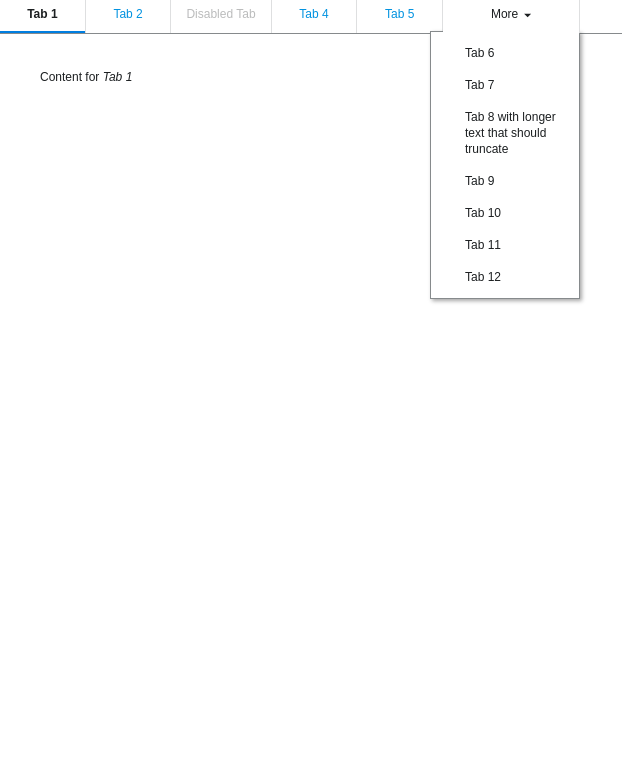 Tab 1 Tab 2 Disabled Tab Tab 4 Tab 5 More
Tab 6
Tab 7
Tab 8 with longer
text that should
truncate
Tab 9
Tab 10
Tab 11
Tab 12
Content for Tab 1